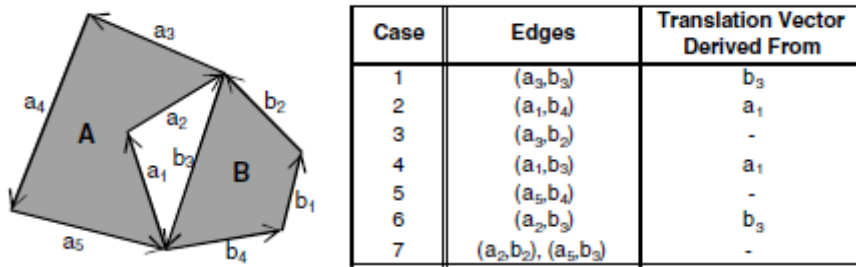 a₃
a₄
a₂
b₂
A
b₃
a₁
B
b₁
a₅
b₄
Case Edges Translation Vector Derived From
1 (a₃,b₃) b₃
2 (a₁,b₄) a₁
3 (a₃,b₂) -
4 (a₁,b₃) a₁
5 (a₅,b₄) -
6 (a₂,b₃) b₃
7 (a₂,b₂), (a₅,b₃) -